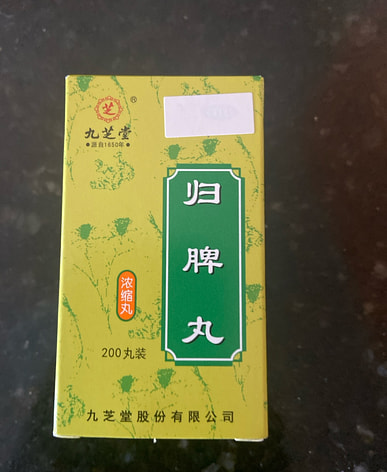 芝
®
九芝堂
●源自1650年●
归脾丸
浓缩丸
200丸装
九芝堂股份有限公司